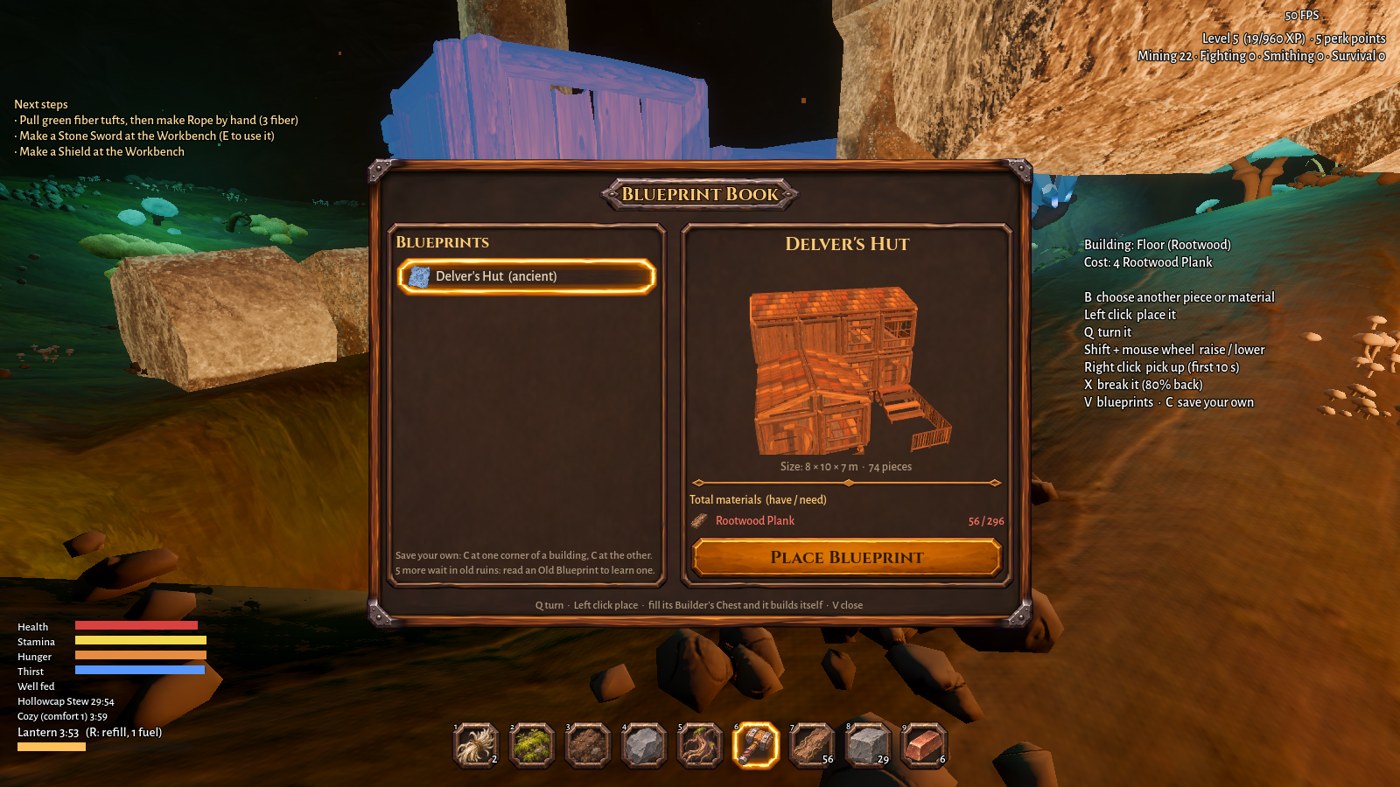 50 FPS
Level 5 (19/960 XP) · 5 perk points
Mining 22 · Fighting 0 · Smithing 0 · Survival 0
Next steps
· Pull green fiber tufts, then make Rope by hand (3 fiber)
· Make a Stone Sword at the Workbench (E to use it)
· Make a Shield at the Workbench
Blueprint Book
Blueprints
Delver's Hut (ancient)
Save your own: C at one corner of a building, C at the other.
5 more wait in old ruins: read an Old Blueprint to learn one.
Delver's Hut
Size: 8 × 10 × 7 m · 74 pieces
Total materials (have / need)
Rootwood Plank 56 / 296
Place Blueprint
Q turn · Left click place · fill its Builder's Chest and it builds itself · V close
Building: Floor (Rootwood)
Cost: 4 Rootwood Plank
B choose another piece or material
Left click place it
Q turn it
Shift + mouse wheel raise / lower
Right click pick up (first 10 s)
X break it (80% back)
V blueprints · C save your own
Health
Stamina
Hunger
Thirst
Well fed
Hollowcap Stew 29:54
Cozy (comfort 1) 3:59
Lantern 3:53 (R: refill, 1 fuel)
1 2 3 4 5 6 7 8 9
2 56 29 6